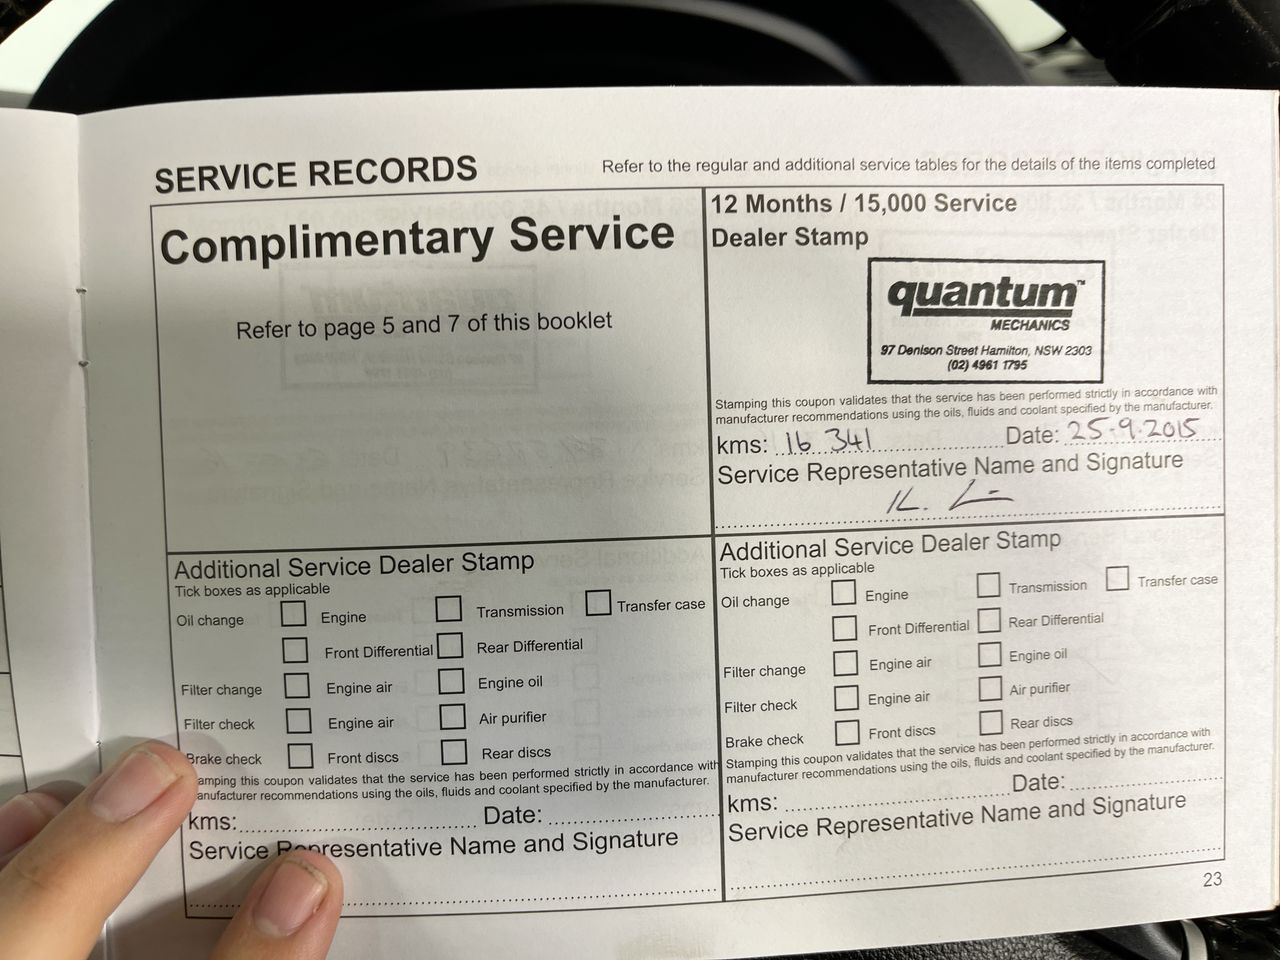 SERVICE RECORDS
Refer to the regular and additional service tables for the details of the items completed
Complimentary Service
Refer to page 5 and 7 of this booklet
12 Months / 15,000 Service
Dealer Stamp
quantum™
MECHANICS
97 Denison Street Hamilton, NSW 2303
(02) 4961 1795
Stamping this coupon validates that the service has been performed strictly in accordance with
manufacturer recommendations using the oils, fluids and coolant specified by the manufacturer.
kms: 16 341 Date: 25-9-2015
Service Representative Name and Signature
Additional Service Dealer Stamp
Tick boxes as applicable
Oil change Engine Transmission Transfer case
Front Differential Rear Differential
Filter change Engine air Engine oil
Filter check Engine air Air purifier
Brake check Front discs Rear discs
amping this coupon validates that the service has been performed strictly in accordance with
anufacturer recommendations using the oils, fluids and coolant specified by the manufacturer.
kms: Date:
Service Representative Name and Signature
Additional Service Dealer Stamp
Tick boxes as applicable
Oil change Engine Transmission Transfer case
Front Differential Rear Differential
Filter change Engine air Engine oil
Filter check Engine air Air purifier
Brake check Front discs Rear discs
Stamping this coupon validates that the service has been performed strictly in accordance with
manufacturer recommendations using the oils, fluids and coolant specified by the manufacturer.
kms: Date:
Service Representative Name and Signature
23